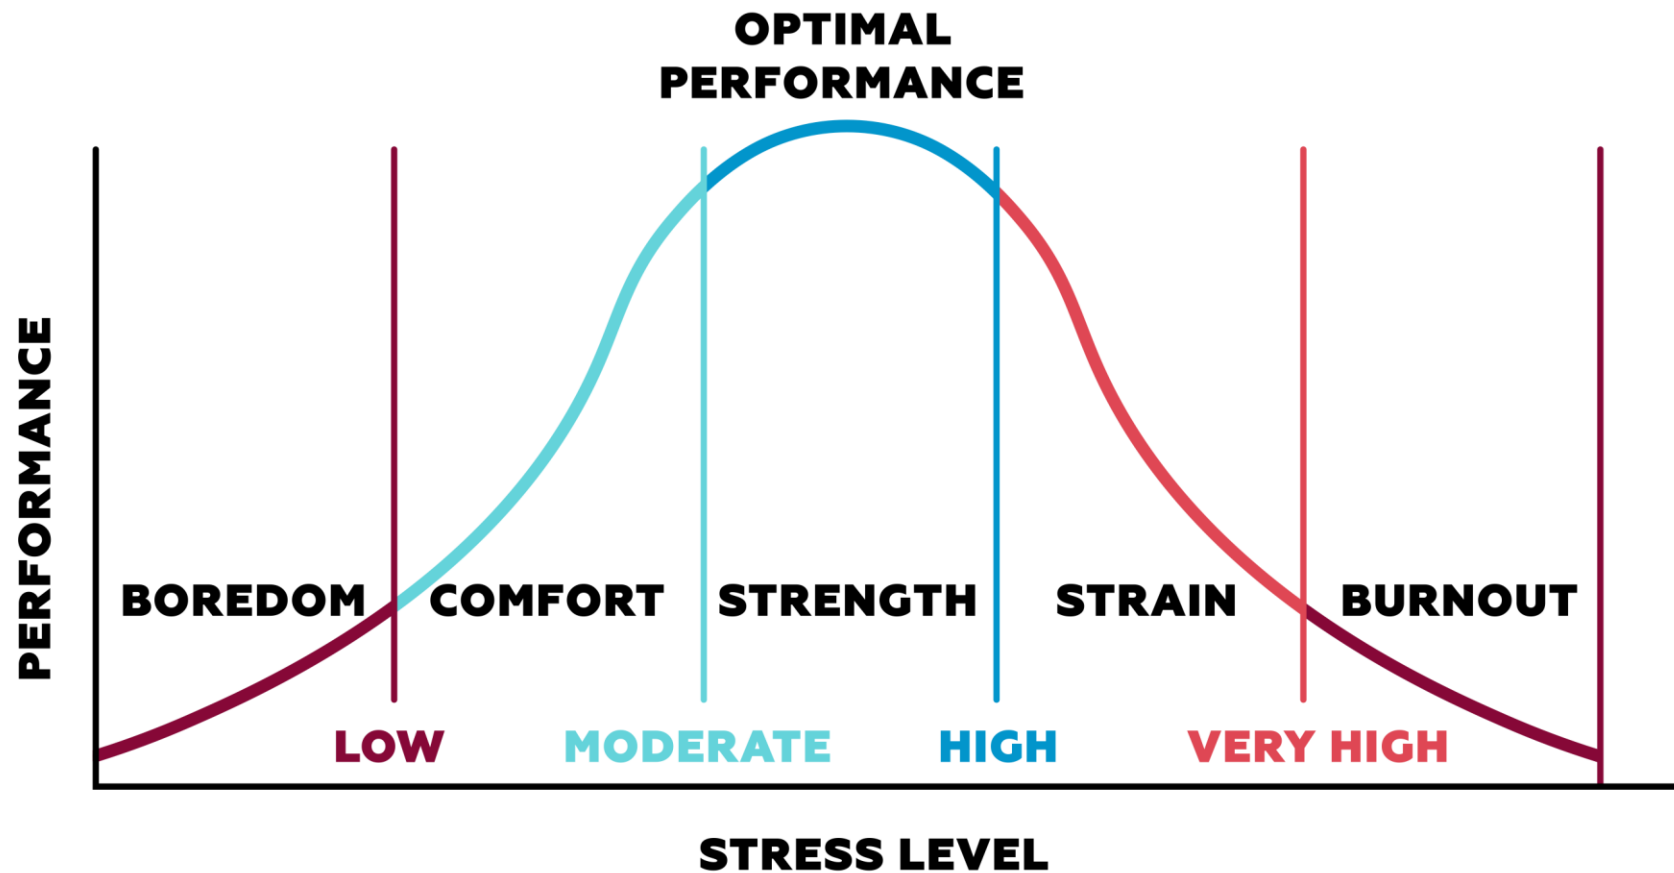 OPTIMAL
PERFORMANCE
PERFORMANCE
BOREDOM COMFORT STRENGTH STRAIN BURNOUT
LOW MODERATE HIGH VERY HIGH
STRESS LEVEL